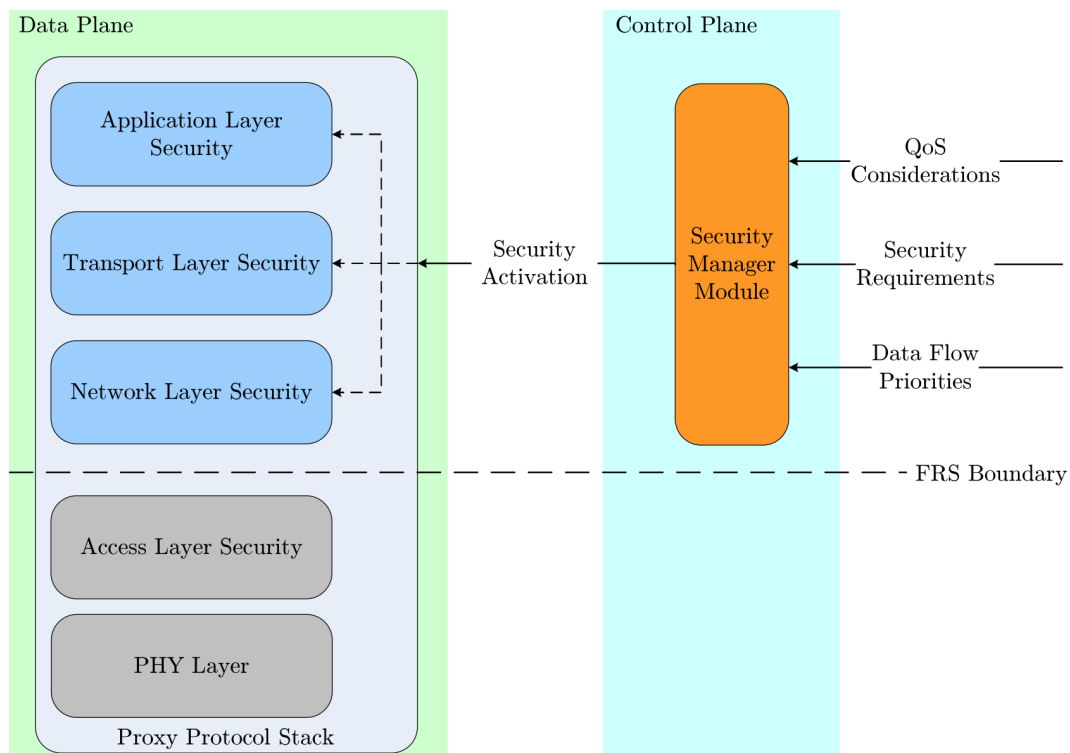 Data Plane
Control Plane
Application Layer
Security
Transport Layer Security
Network Layer Security
Security
Activation
Security
Manager
Module
QoS
Considerations
Security
Requirements
Data Flow
Priorities
FRS Boundary
Access Layer Security
PHY Layer
Proxy Protocol Stack